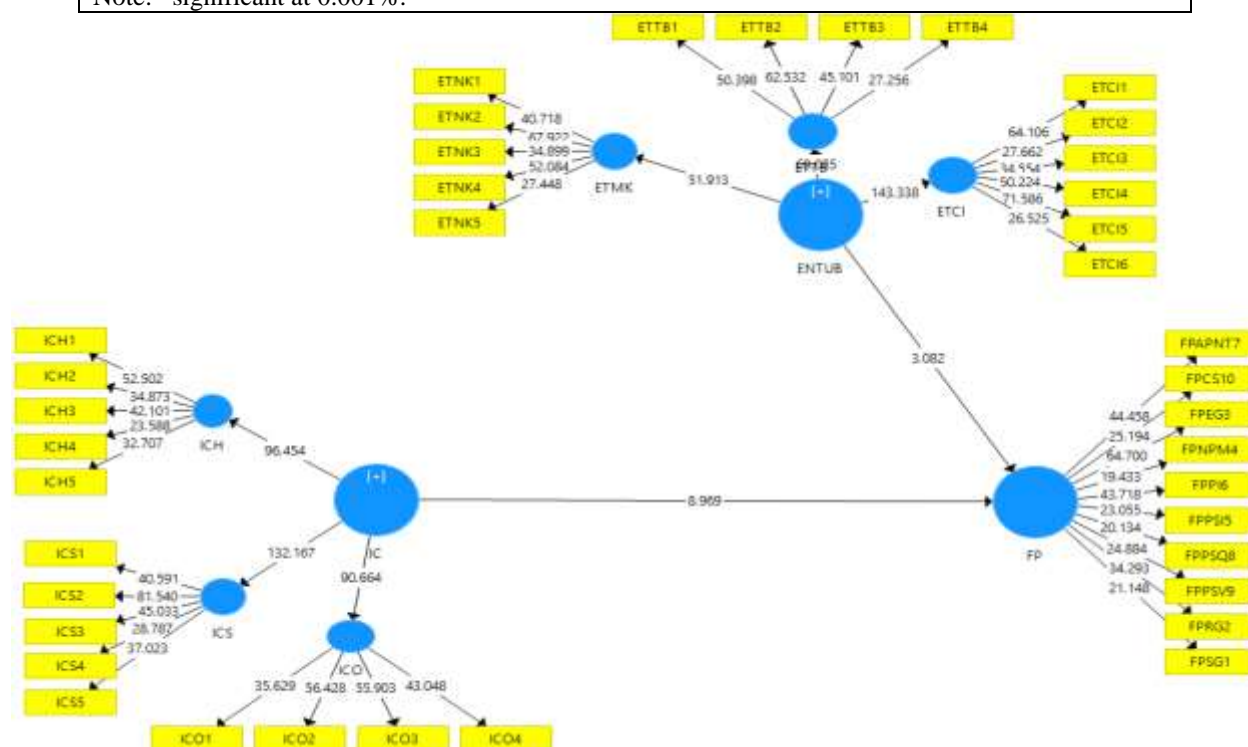 Note: significant at 0.001%.
ETTB1 ETTB2 ETTB3 ETTB4
50.398 62.532 45.101 27.256
ETNK1
ETNK2
ETNK3
ETNK4
ETNK5
40.718
67.922
34.899
52.084
27.448
ETMK
51.913
ETTB
[+]
ENTUB
143.338
ETCI
64.106
27.662
50.224
71.586
26.525
ETCI1
ETCI2
ETCI3
ETCI4
ETCI5
ETCI6
3.082
ICH1
ICH2
ICH3
ICH4
ICH5
52.502
34.873
42.101
23.588
32.707
ICH
96.454
[+]
IC
8.969
FP
44.458
25.194
64.700
19.433
43.718
23.055
20.134
24.884
34.293
21.148
FPAPNT7
FPCS10
FPEG3
FPNPM4
FPPI6
FPPSI5
FPPSQ8
FPPSV9
FPRG2
FPSG1
ICS1
ICS2
ICS3
ICS4
ICS5
40.591
81.540
45.033
28.787
37.023
ICS
132.167
90.664
ICO
35.629 56.428 55.903 43.048
ICO1 ICO2 ICO3 ICO4